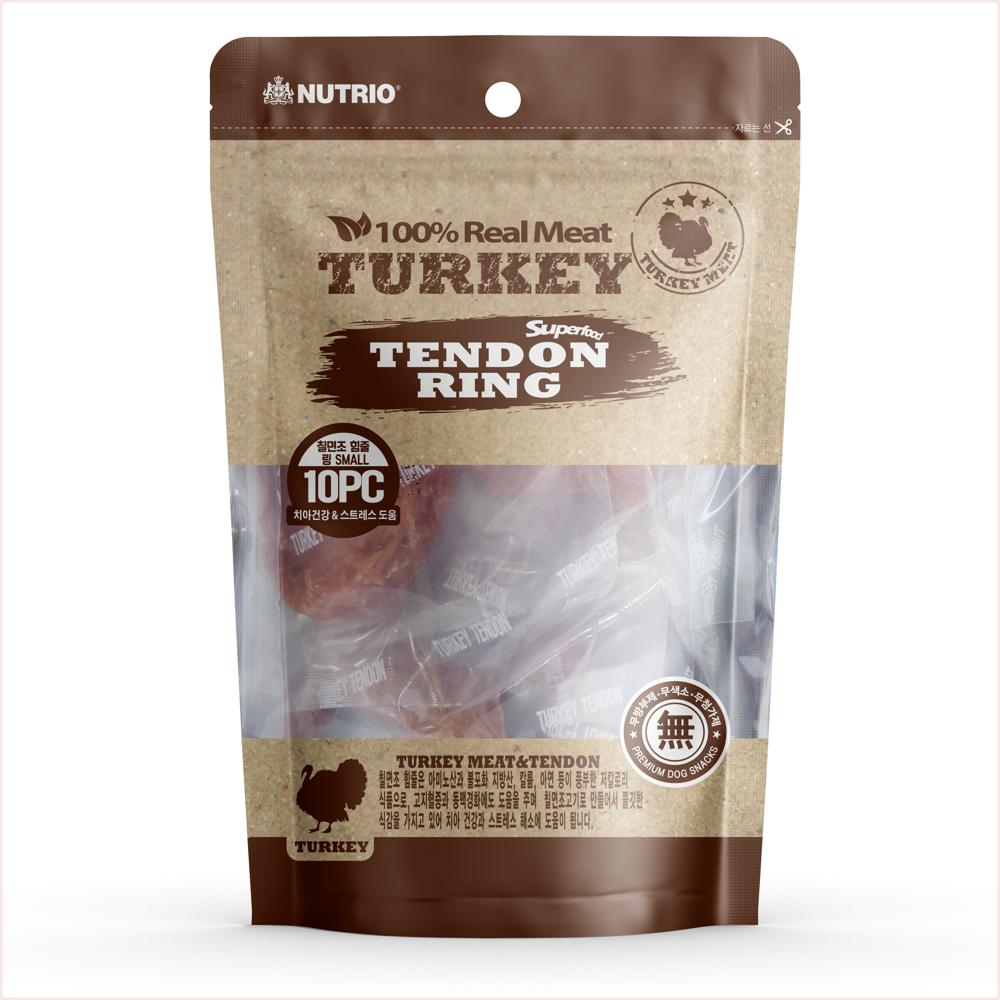 NUTRIO®
자르는 선
100% Real Meat
TURKEY
TURKEY MEAT
Superfood
TENDON
RING
칠면조 힘줄
링 SMALL
10PC
치아건강 & 스트레스 도움
TURKEY
TURKEY
TURKEY TENDON
TURKEY TENDON
TURKEY TENDON
TURKEY TENDON
무방부제·무색소·무첨가제
無
PREMIUM DOG SNACKS
TURKEY MEAT&TENDON
칠면조 힘줄은 아미노산과 불포화 지방산, 칼륨, 아연 등이 풍부한 저칼로리
식품으로, 고지혈증과 동맥경화에도 도움을 주며 칠면조고기로 만들어서 쫄깃한
식감을 가지고 있어 치아 건강과 스트레스 해소에 도움이 됩니다.
TURKEY